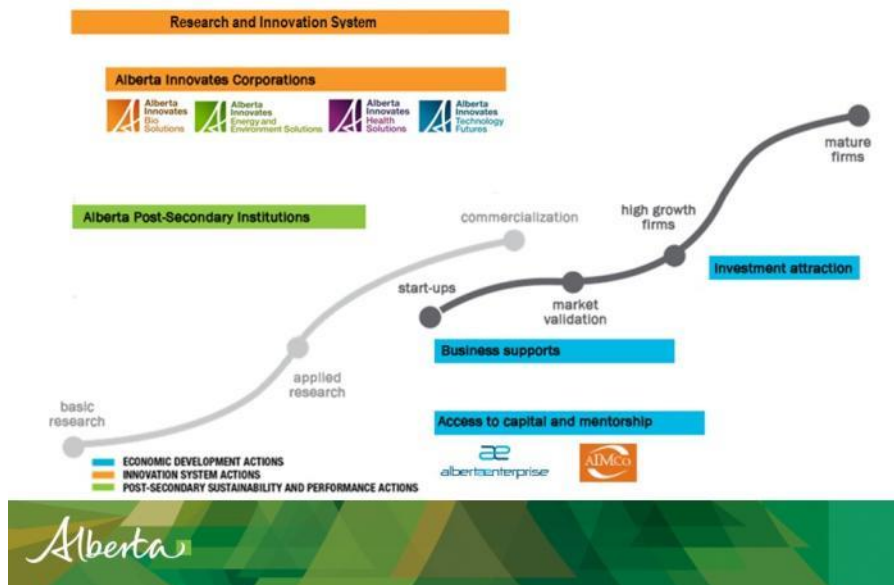 Research and Innovation System
Alberta Innovates Corporations
Alberta
Innovates
Bio
Solutions
Alberta
Innovates
Energy and
Environment Solutions
Alberta
Innovates
Health
Solutions
Alberta
Innovates
Technology
Futures
mature
firms
Alberta Post-Secondary Institutions
commercialization
high growth
firms
Investment attraction
start-ups
market
validation
Business supports
applied
research
basic
research
Access to capital and mentorship
ae
albertaenterprise
AIMCo
ECONOMIC DEVELOPMENT ACTIONS
INNOVATION SYSTEM ACTIONS
POST-SECONDARY SUSTAINABILITY AND PERFORMANCE ACTIONS
Alberta